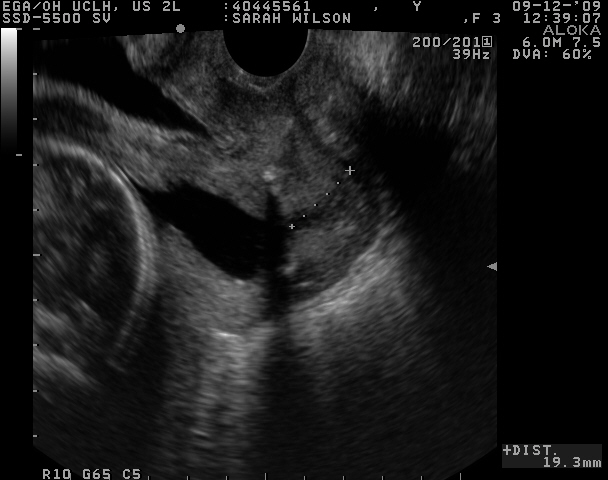 EGA/OH UCLH, US 2L :40445561 , Y 09-12-'09
SSD-5500 SV :SARAH WILSON ,F 3 12:39:07
ALOKA
200/201 1 6.0M 7.5
39Hz DVA: 60%
+DIST.
19.3mm
R10 G65 C5